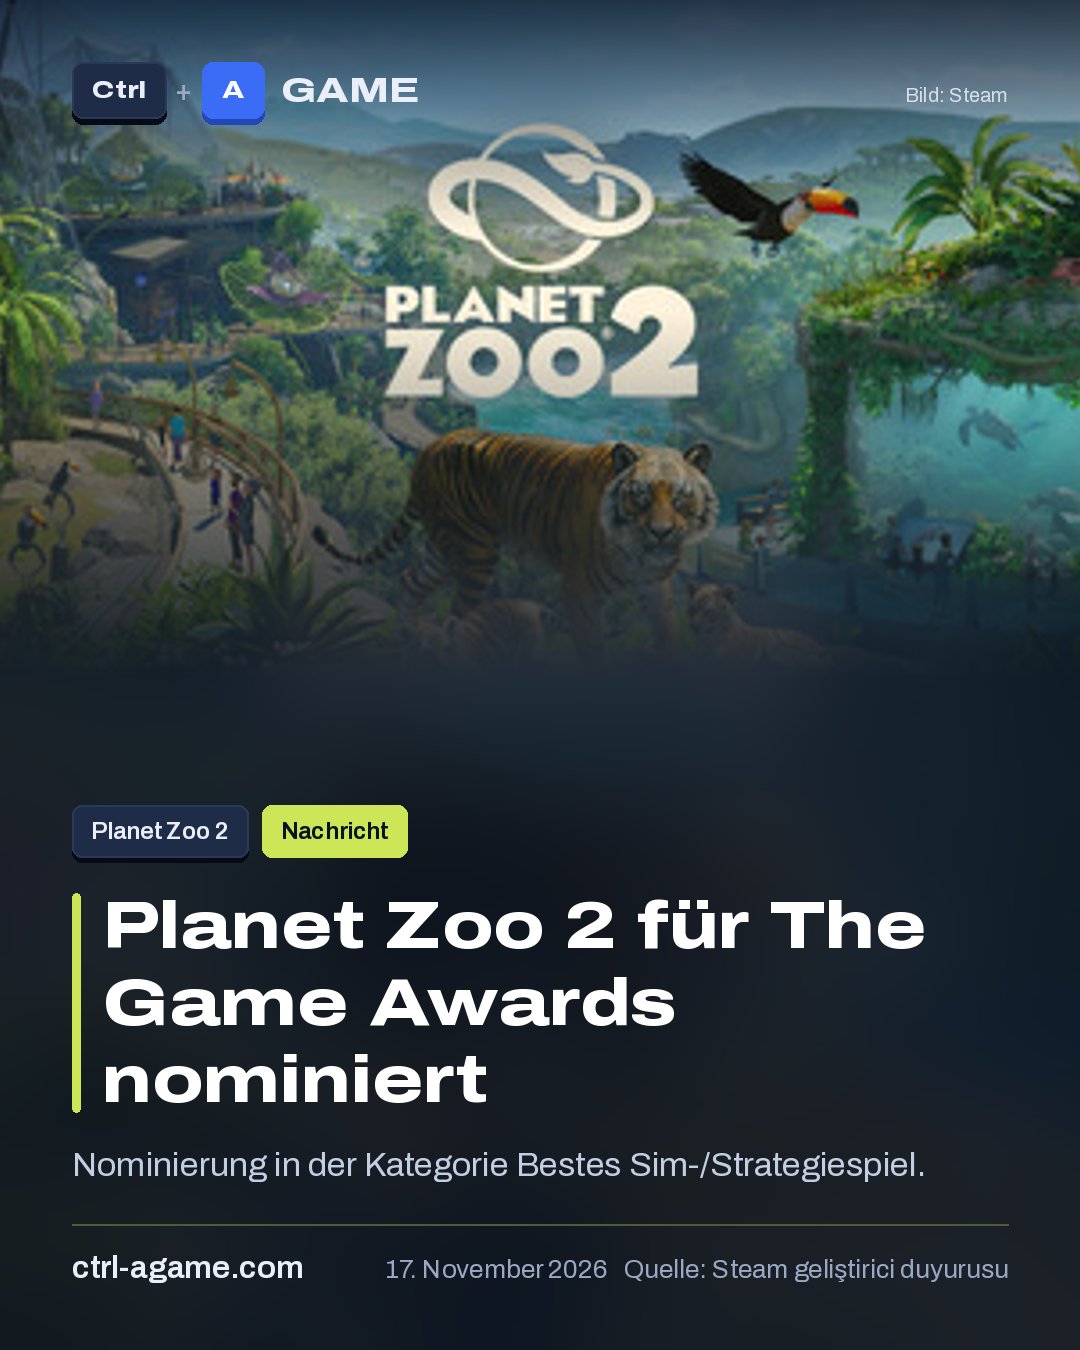 Ctrl + A GAME
Bild: Steam
PLANET
ZOO 2
Planet Zoo 2
Nachricht
Planet Zoo 2 für The
Game Awards
nominiert
Nominierung in der Kategorie Bestes Sim-/Strategiespiel.
ctrl-agame.com
17. November 2026 Quelle: Steam geliştirici duyurusu